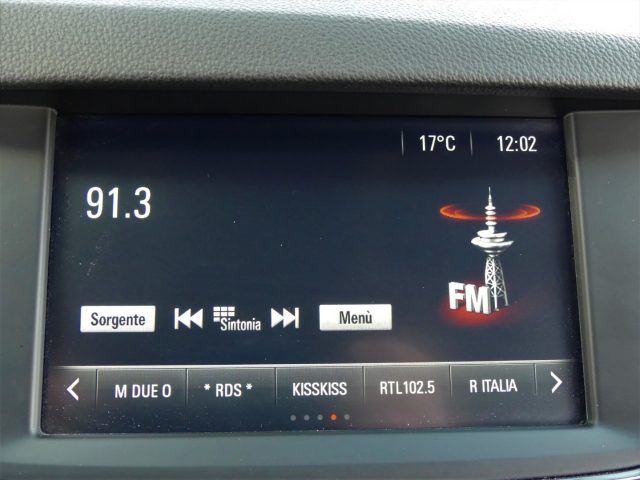 17°C 12:02
91.3
FM
Sorgente Sintonia Menù
M DUE O * RDS * KISSKISS RTL102.5 R ITALIA